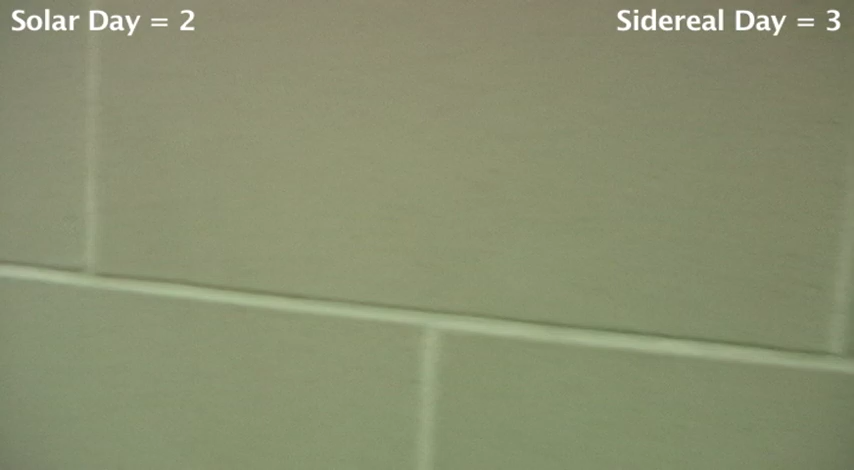 Solar Day = 2
Sidereal Day = 3